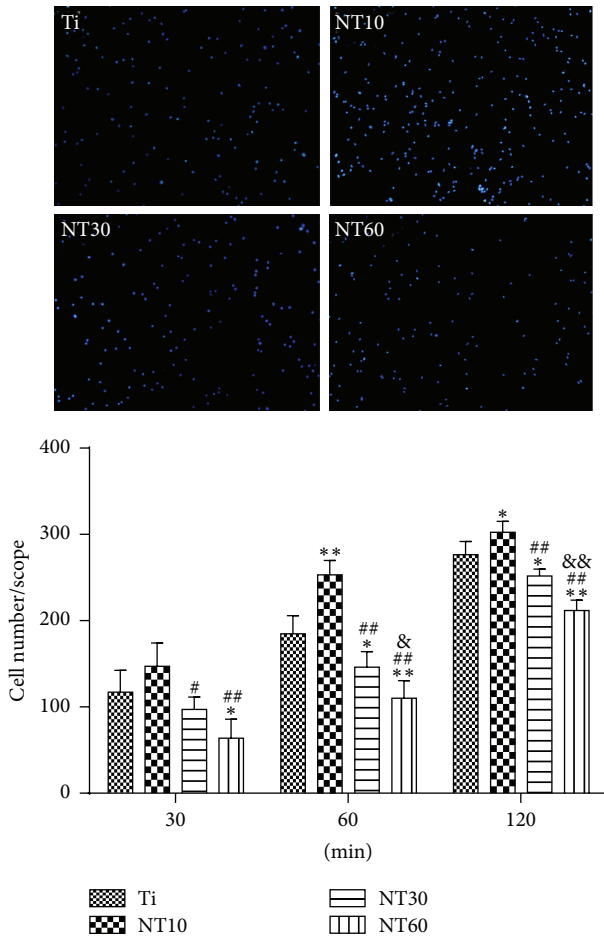 Ti
NT10
NT30
NT60
400
300
200
100
0
Cell number/scope
#
##
*
**
##
*
&
##
**
*
##
*
&&
##
**
30
60
120
(min)
Ti
NT30
NT10
NT60